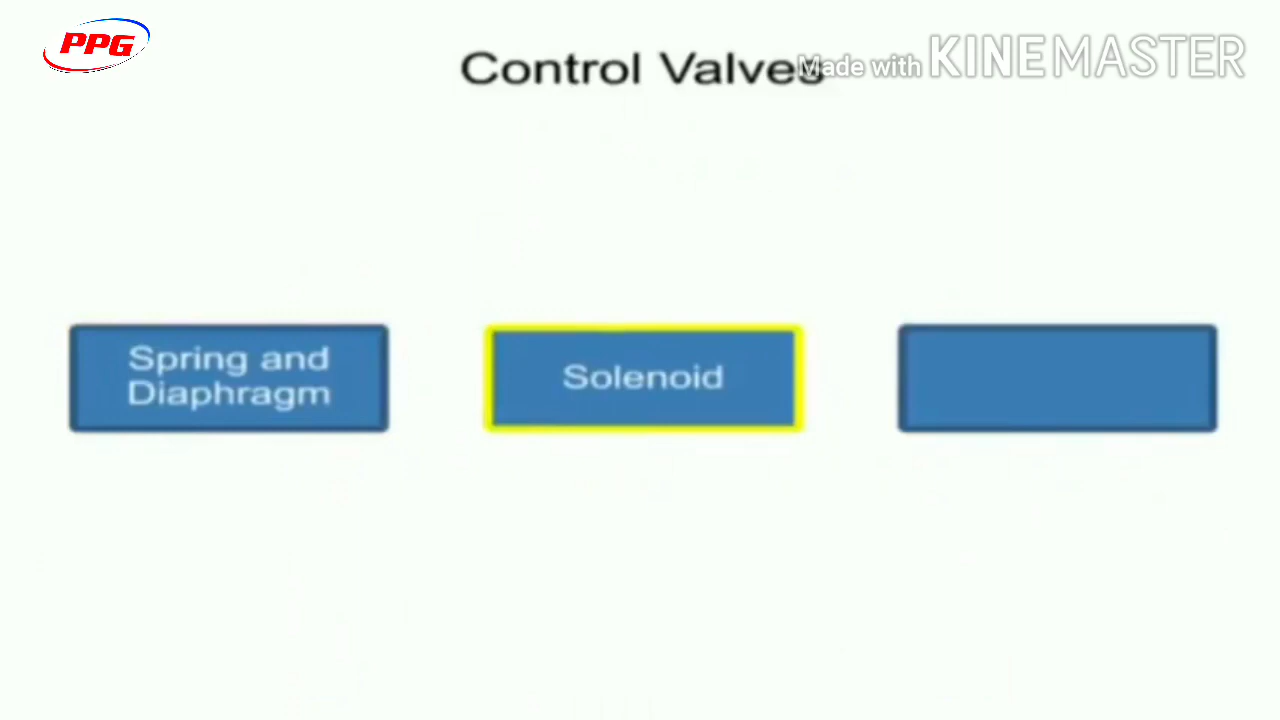 PPG
Control Valves
Made with KINEMASTER
Spring and
Diaphragm
Solenoid